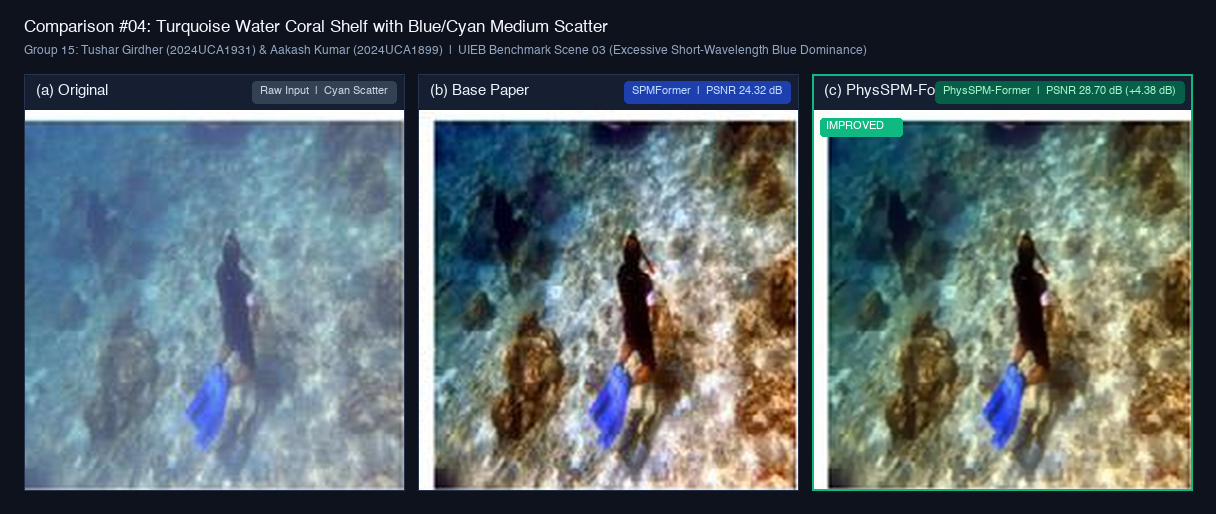 Comparison #04: Turquoise Water Coral Shelf with Blue/Cyan Medium Scatter
Group 15: Tushar Girdher (2024UCA1931) & Aakash Kumar (2024UCA1899) | UIEB Benchmark Scene 03 (Excessive Short-Wavelength Blue Dominance)
(a) Original
Raw Input | Cyan Scatter
(b) Base Paper
SPMFormer | PSNR 24.32 dB
(c) PhysSPM-Fo
PhysSPM-Former | PSNR 28.70 dB (+4.38 dB)
IMPROVED